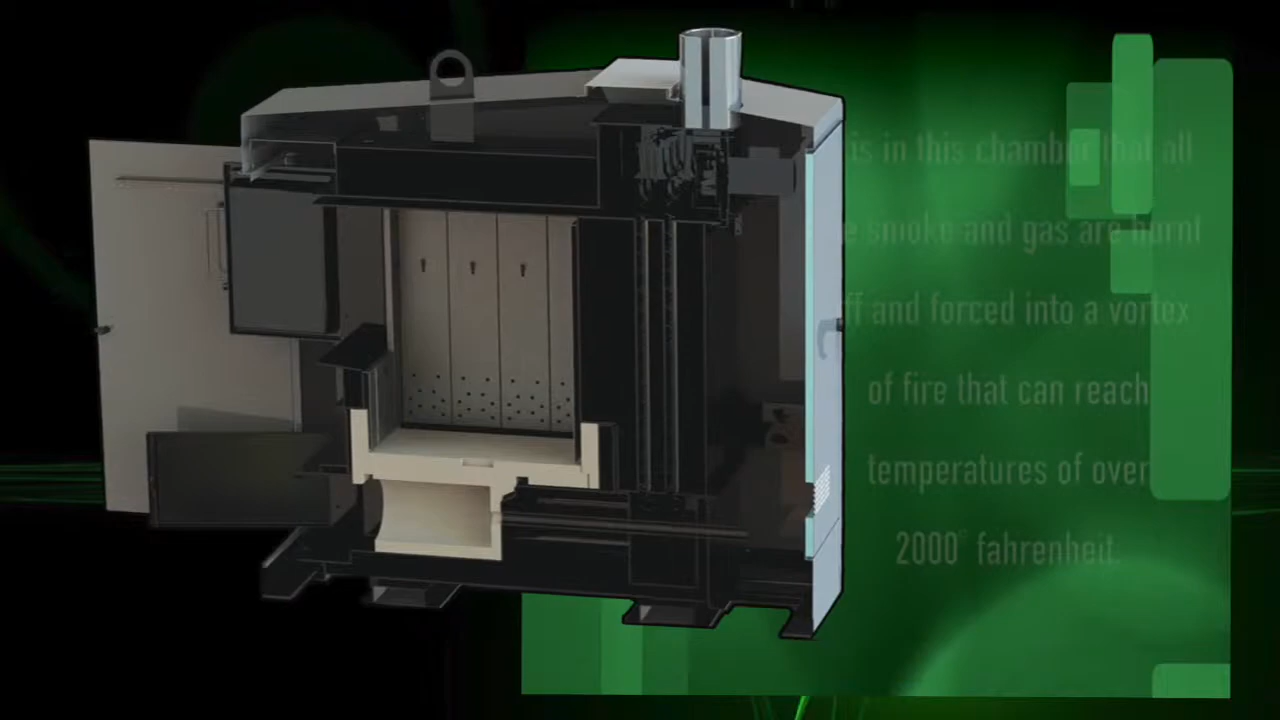 is in this chamber that all
smoke and gas are burnt
and forced into a vortex
of fire that can reach
temperatures of over
2000° fahrenheit.